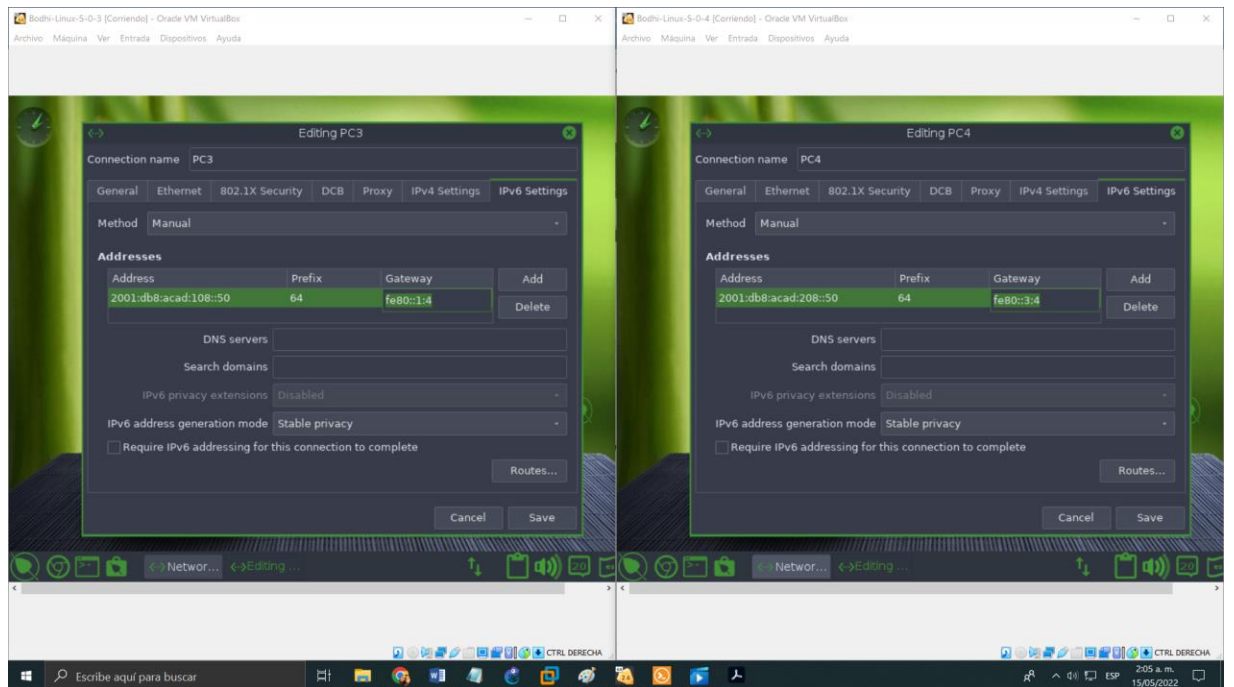 Bodhi-Linux-5-0-3 [Corriendo] - Oracle VM VirtualBox
Archivo Máquina Ver Entrada Dispositivos Ayuda
Editing PC3
Connection name PC3
General Ethernet 802.1X Security DCB Proxy IPv4 Settings IPv6 Settings
Method Manual
Addresses
Address Prefix Gateway Add
2001:db8:acad:108::50 64 fe80::1:4
Delete
DNS servers
Search domains
IPv6 privacy extensions Disabled
IPv6 address generation mode Stable privacy
Require IPv6 addressing for this connection to complete
Routes...
Cancel Save
Networ... Editing ...
20
CTRL DERECHA
Bodhi-Linux-5-0-4 [Corriendo] - Oracle VM VirtualBox
Archivo Máquina Ver Entrada Dispositivos Ayuda
Editing PC4
Connection name PC4
General Ethernet 802.1X Security DCB Proxy IPv4 Settings IPv6 Settings
Method Manual
Addresses
Address Prefix Gateway Add
2001:db8:acad:208::50 64 fe80::3:4
Delete
DNS servers
Search domains
IPv6 privacy extensions Disabled
IPv6 address generation mode Stable privacy
Require IPv6 addressing for this connection to complete
Routes...
Cancel Save
Networ... Editing ...
20
CTRL DERECHA
Escribe aquí para buscar
ESP
2:05 a. m.
15/05/2022